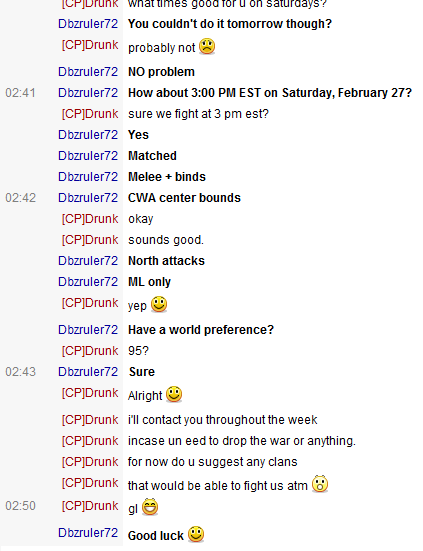 [CP]Drunk what times good for u on saturdays?
Dbzruler72 You couldn't do it tomorrow though?
[CP]Drunk probably not
Dbzruler72 NO problem
02:41 Dbzruler72 How about 3:00 PM EST on Saturday, February 27?
[CP]Drunk sure we fight at 3 pm est?
Dbzruler72 Yes
Dbzruler72 Matched
Dbzruler72 Melee + binds
02:42 Dbzruler72 CWA center bounds
[CP]Drunk okay
[CP]Drunk sounds good.
Dbzruler72 North attacks
Dbzruler72 ML only
[CP]Drunk yep
Dbzruler72 Have a world preference?
[CP]Drunk 95?
02:43 Dbzruler72 Sure
[CP]Drunk Alright
[CP]Drunk i'll contact you throughout the week
[CP]Drunk incase un eed to drop the war or anything.
[CP]Drunk for now do u suggest any clans
[CP]Drunk that would be able to fight us atm
02:50 [CP]Drunk gl
Dbzruler72 Good luck